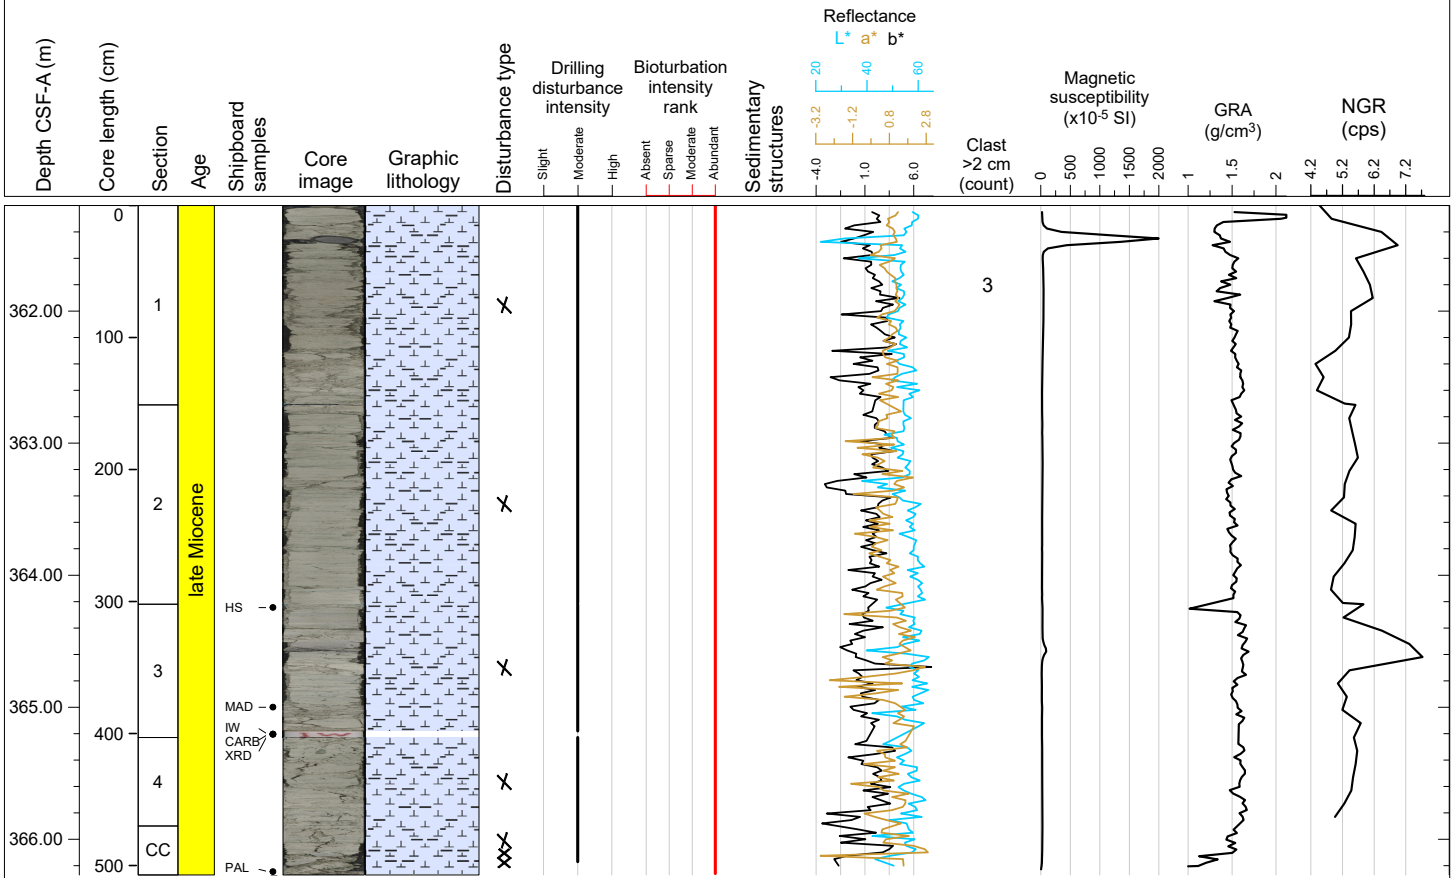 Depth CSF-A (m)
Core length (cm)
Section
Age
Shipboard
samples
Core
image
Graphic
lithology
Disturbance type
Drilling
disturbance
intensity
Slight
Moderate
High
Bioturbation
intensity
rank
Absent
Sparse
Moderate
Abundant
Sedimentary
structures
Reflectance
L* a* b*
20 40 60
-3.2 -1.2 0.8 2.8
-4.0 1.0 6.0
Clast
>2 cm
(count)
Magnetic
susceptibility
(x10-5 SI)
0 500 1000 1500 2000
GRA
(g/cm3)
1 1.5 2
NGR
(cps)
4.2 5.2 6.2 7.2
0
1
3
362.00
100
363.00
200
2
late Miocene
364.00
300
HS
3
365.00
MAD
400
IW
CARB
XRD
4
366.00
CC
500
PAL